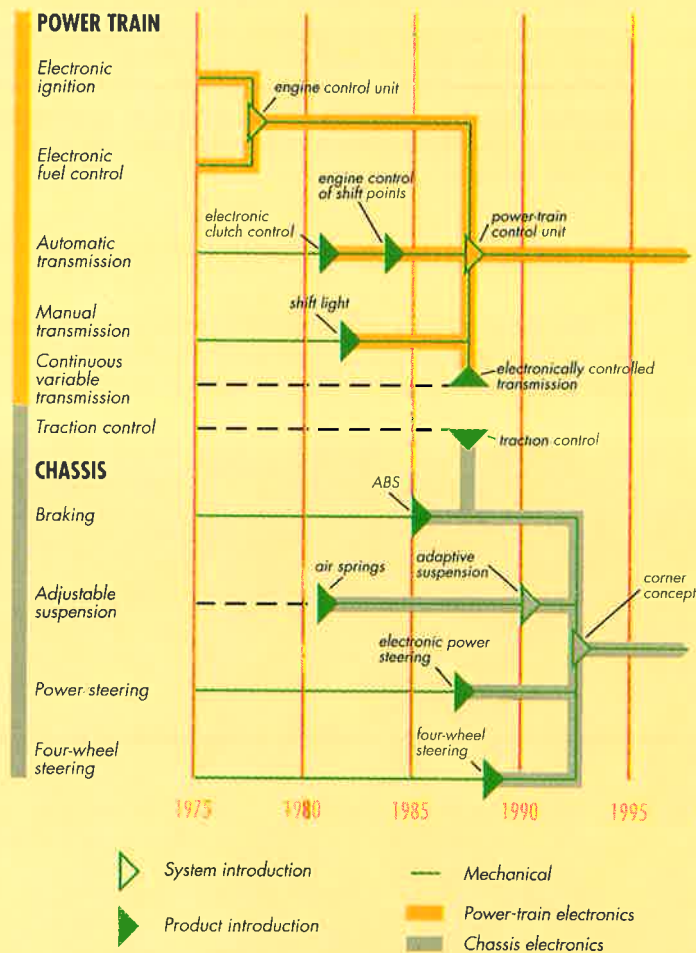 POWER TRAIN
Electronic
ignition
engine control unit
Electronic
fuel control
engine control
of shift points
electronic
clutch control
power-train
control unit
Automatic
transmission
shift light
Manual
transmission
Continuous
variable
transmission
electronically controlled
transmission
Traction control
traction control
CHASSIS
ABS
Braking
air springs
adaptive
suspension
corner
concept
Adjustable
suspension
electronic power
steering
Power steering
four-wheel
steering
Four-wheel
steering
1975 1980 1985 1990 1995
System introduction
Mechanical
Product introduction
Power-train electronics
Chassis electronics